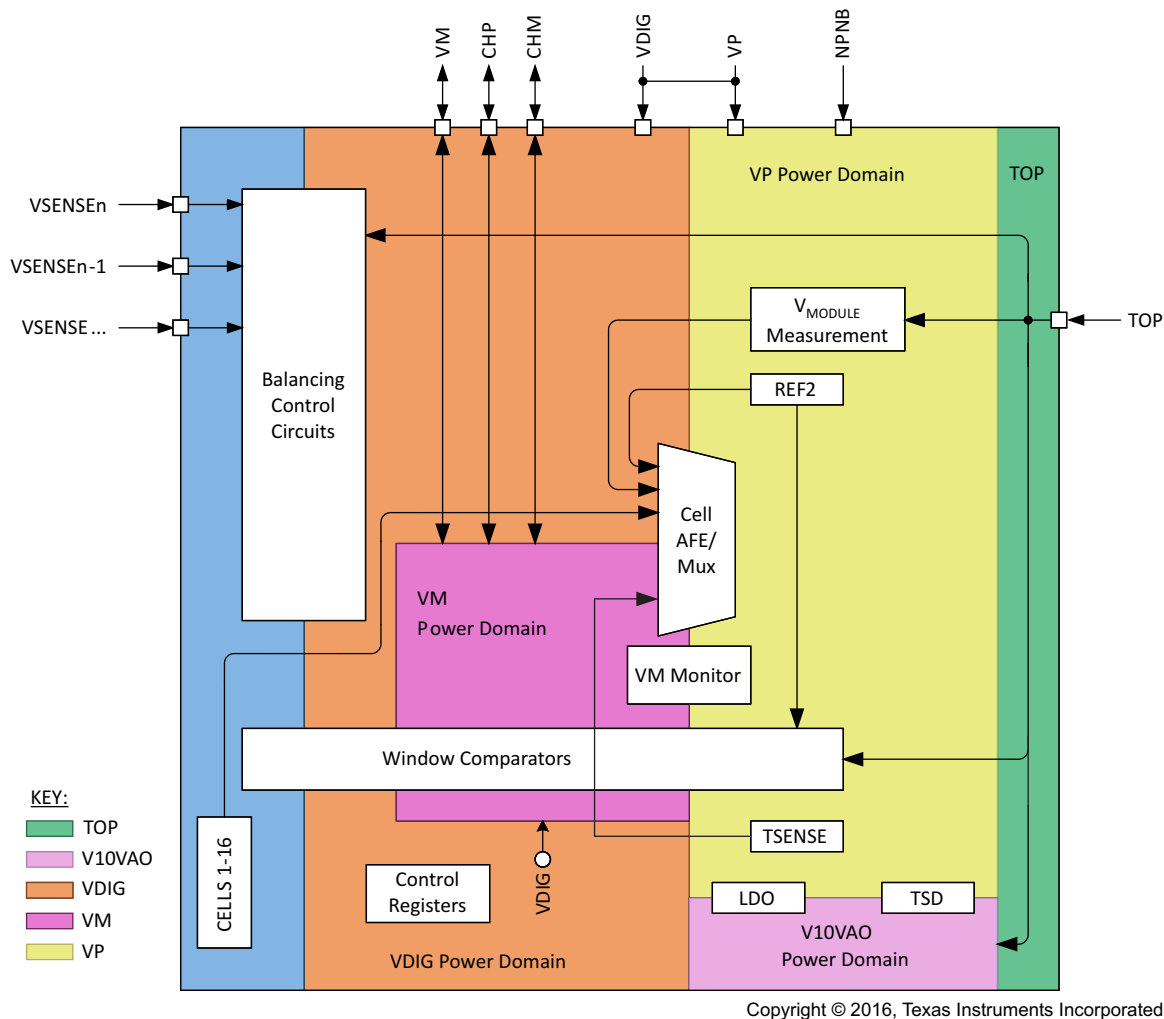 VM
CHP
CHM
VDIG
VP
NPNB
VP Power Domain
TOP
VSENSEn
VSENSEn-1
VSENSE...
VMODULE
Measurement
TOP
Balancing
Control
Circuits
REF2
Cell
AFE/
Mux
VM
Power Domain
VM Monitor
Window Comparators
KEY:
TOP
V10VAO
VDIG
VM
VP
CELLS 1-16
Control
Registers
VDIG
TSENSE
LDO
TSD
V10VAO
Power Domain
VDIG Power Domain
Copyright © 2016, Texas Instruments Incorporated